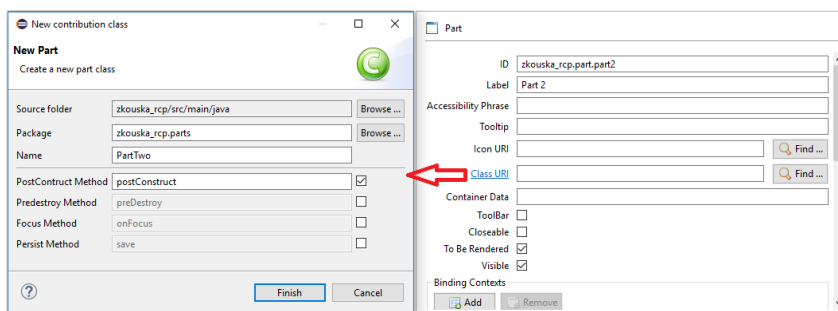 New contribution class
New Part
Create a new part class
Source folder zkouska_rcp/src/main/java Browse ...
Package zkouska_rcp.parts Browse ...
Name PartTwo
PostContruct Method postConstruct
Predestroy Method preDestroy
Focus Method onFocus
Persist Method save
Finish Cancel
Part
ID zkouska_rcp.part.part2
Label Part 2
Accessibility Phrase
Tooltip
Icon URI Find ...
Class URI Find ...
Container Data
ToolBar
Closeable
To Be Rendered
Visible
Binding Contexts
Add Remove